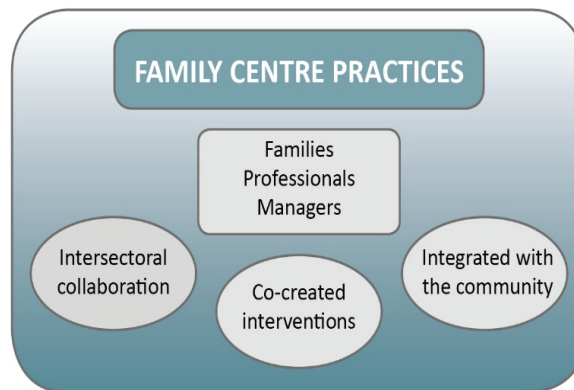 FAMILY CENTRE PRACTICES
Families
Professionals
Managers
Intersectoral
collaboration
Co-created
interventions
Integrated with
the community